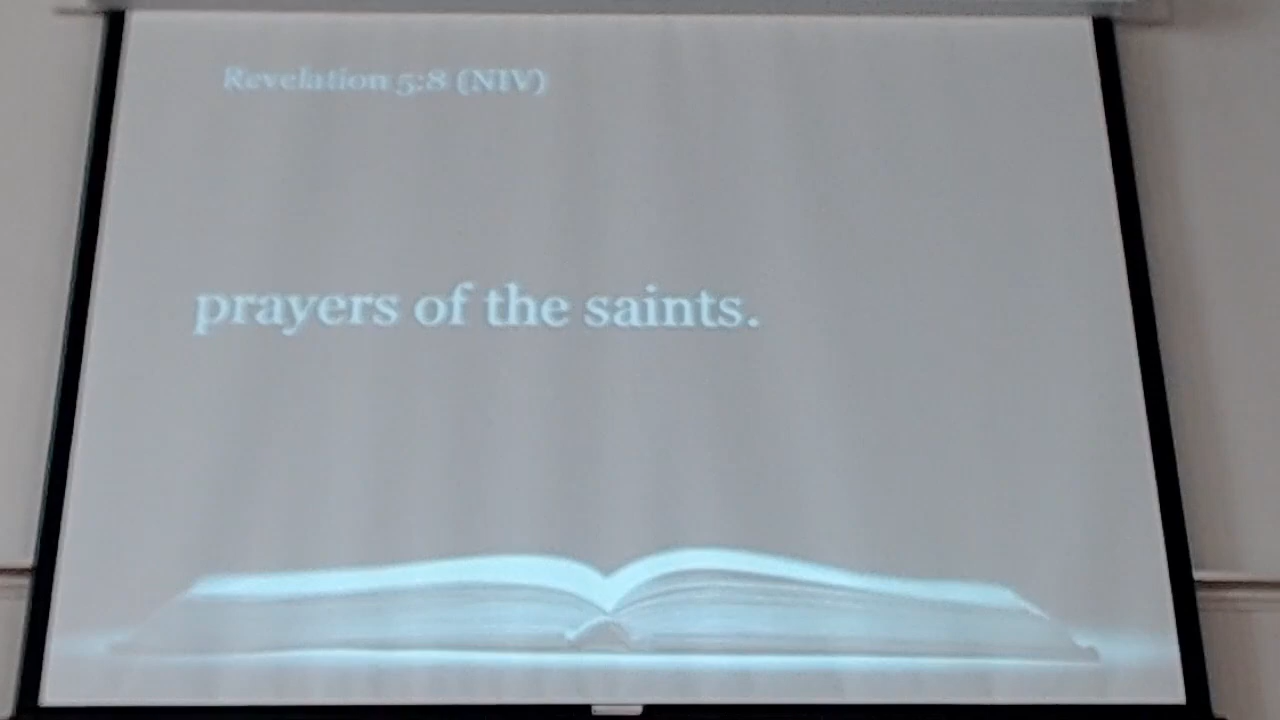 Revelation 5:8 (NIV)
prayers of the saints.